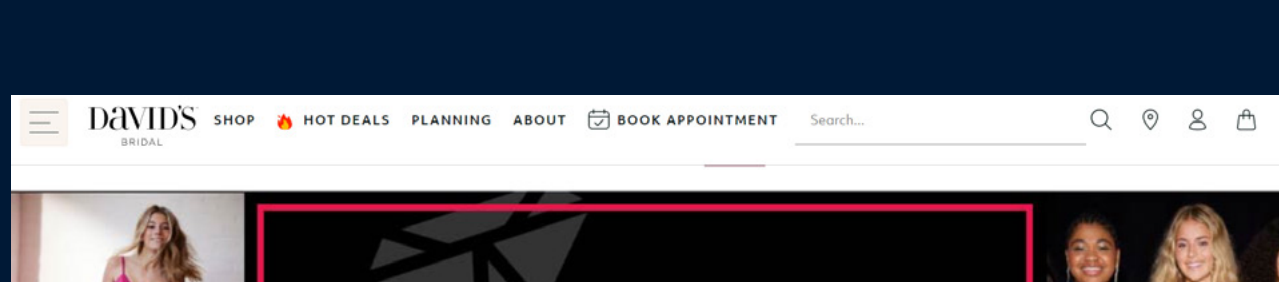 DAVID'S SHOP HOT DEALS PLANNING ABOUT BOOK APPOINTMENT Search...
BRIDAL